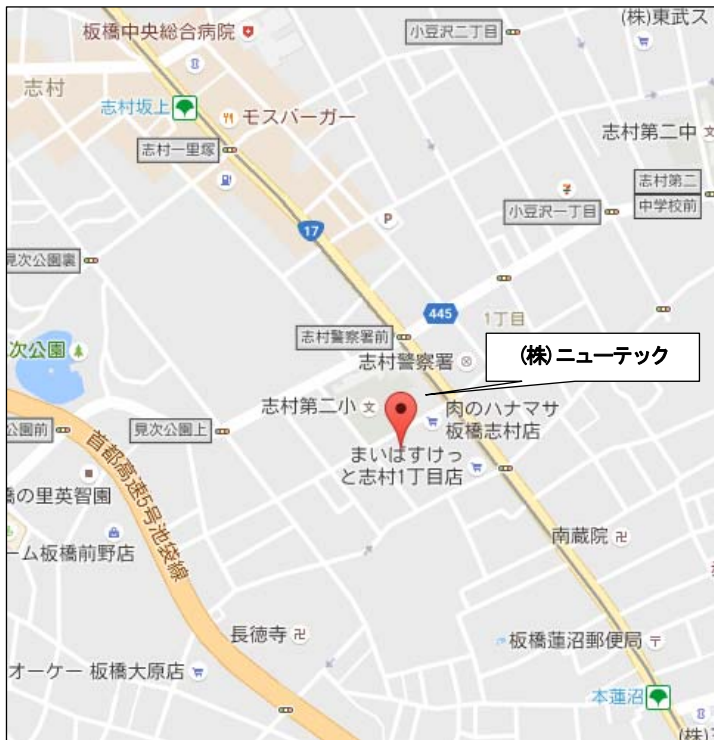 板橋中央総合病院
小豆沢二丁目
(株)東武ス
志村
志村坂上
モスバーガー
志村一里塚
志村第二中
志村第二
中学校前
小豆沢一丁目
P
17
見次公園裏
445
1丁目
志村警察署前
次公園
志村警察署
(株)ニューテック
志村第二小
文
肉のハナマサ
板橋志村店
公園前
見次公園上
まいばすけっ
と志村1丁目店
首都高速5号池袋線
橋の里英智園
南蔵院
ーム板橋前野店
長徳寺
板橋蓮沼郵便局
オーケー 板橋大原店
本蓮沼